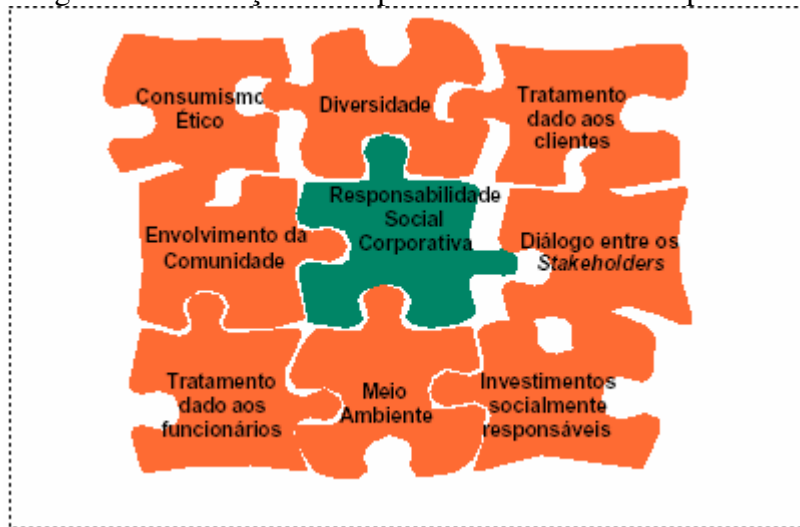 Consumismo
Ético
Diversidade
Tratamento
dado aos
clientes
Responsabilidade
Social
Corporativa
Envolvimento da
Comunidade
Diálogo entre os
Stakeholders
Tratamento
dado aos
funcionários
Meio
Ambiente
Investimentos
socialmente
responsáveis